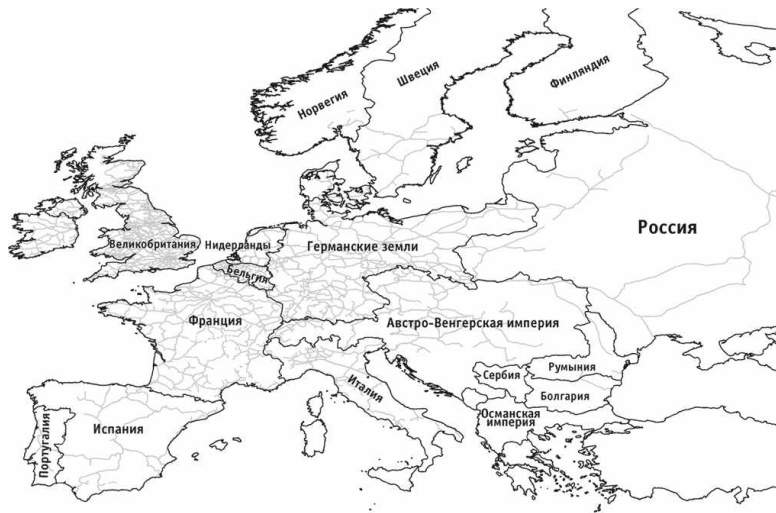 Швеция
Финляндия
Норвегия
Россия
Великобритания
Нидерланды
Германские земли
Бельгия
Франция
Австро-Венгерская империя
Румыния
Сербия
Италия
Болгария
Османская
империя
Испания
Португалия